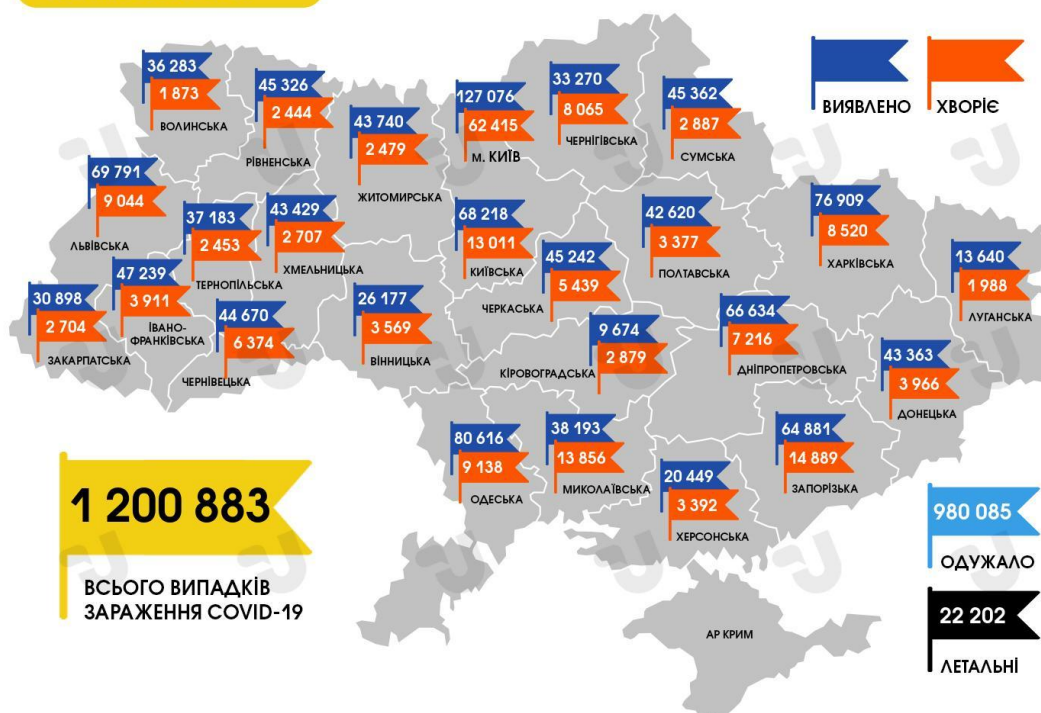 36 283
1 873
ВОЛИНСЬКА
45 326
2 444
РІВНЕНСЬКА
43 740
2 479
ЖИТОМИРСЬКА
127 076
62 415
м. КИЇВ
33 270
8 065
ЧЕРНІГІВСЬКА
45 362
2 887
СУМСЬКА
ВИЯВЛЕНО
ХВОРІЄ
69 791
9 044
ЛЬВІВСЬКА
37 183
2 453
ТЕРНОПІЛЬСЬКА
43 429
2 707
ХМЕЛЬНИЦЬКА
68 218
13 011
КИЇВСЬКА
45 242
5 439
ЧЕРКАСЬКА
42 620
3 377
ПОЛТАВСЬКА
76 909
8 520
ХАРКІВСЬКА
13 640
1 988
ЛУГАНСЬКА
30 898
2 704
ЗАКАРПАТСЬКА
47 239
3 911
ІВАНО-
ФРАНКІВСЬКА
44 670
6 374
ЧЕРНІВЕЦЬКА
26 177
3 569
ВІННИЦЬКА
9 674
2 879
КІРОВОГРАДСЬКА
66 634
7 216
ДНІПРОПЕТРОВСЬКА
43 363
3 966
ДОНЕЦЬКА
80 616
9 138
ОДЕСЬКА
38 193
13 856
МИКОЛАЇВСЬКА
20 449
3 392
ХЕРСОНСЬКА
64 881
14 889
ЗАПОРІЗЬКА
1 200 883
ВСЬОГО ВИПАДКІВ
ЗАРАЖЕННЯ COVID-19
980 085
ОДУЖАЛО
22 202
ЛЕТАЛЬНІ
АР КРИМ